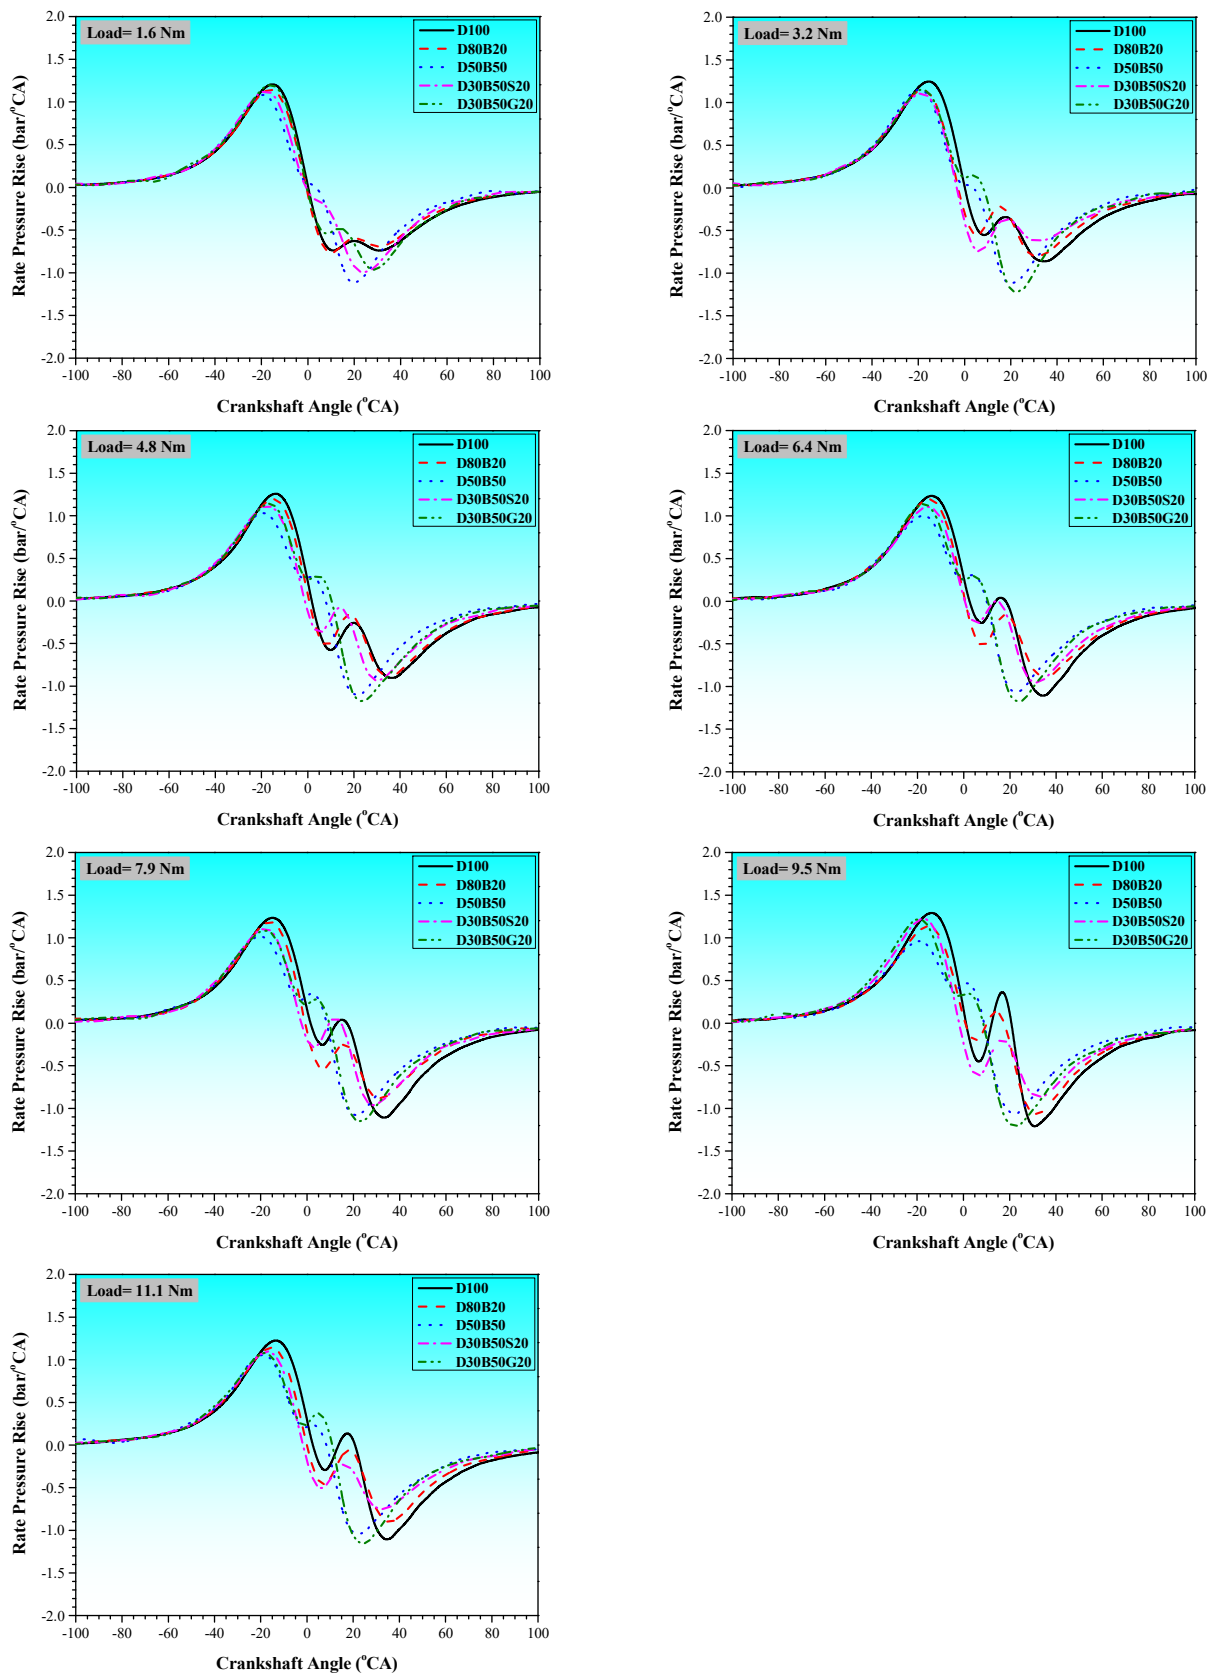 Load= 1.6 Nm
D100
D80B20
D50B50
D30B50S20
D30B50G20
Rate Pressure Rise (bar/°CA)
2.0
1.5
1.0
0.5
0.0
-0.5
-1.0
-1.5
-2.0
-100 -80 -60 -40 -20 0 20 40 60 80 100
Crankshaft Angle (°CA)
Load= 3.2 Nm
D100
D80B20
D50B50
D30B50S20
D30B50G20
Rate Pressure Rise (bar/°CA)
2.0
1.5
1.0
0.5
0.0
-0.5
-1.0
-1.5
-2.0
-100 -80 -60 -40 -20 0 20 40 60 80 100
Crankshaft Angle (°CA)
Load= 4.8 Nm
D100
D80B20
D50B50
D30B50S20
D30B50G20
Rate Pressure Rise (bar/°CA)
2.0
1.5
1.0
0.5
0.0
-0.5
-1.0
-1.5
-2.0
-100 -80 -60 -40 -20 0 20 40 60 80 100
Crankshaft Angle (°CA)
Load= 6.4 Nm
D100
D80B20
D50B50
D30B50S20
D30B50G20
Rate Pressure Rise (bar/°CA)
2.0
1.5
1.0
0.5
0.0
-0.5
-1.0
-1.5
-2.0
-100 -80 -60 -40 -20 0 20 40 60 80 100
Crankshaft Angle (°CA)
Load= 7.9 Nm
D100
D80B20
D50B50
D30B50S20
D30B50G20
Rate Pressure Rise (bar/°CA)
2.0
1.5
1.0
0.5
0.0
-0.5
-1.0
-1.5
-2.0
-100 -80 -60 -40 -20 0 20 40 60 80 100
Crankshaft Angle (°CA)
Load= 9.5 Nm
D100
D80B20
D50B50
D30B50S20
D30B50G20
Rate Pressure Rise (bar/°CA)
2.0
1.5
1.0
0.5
0.0
-0.5
-1.0
-1.5
-2.0
-100 -80 -60 -40 -20 0 20 40 60 80 100
Crankshaft Angle (°CA)
Load= 11.1 Nm
D100
D80B20
D50B50
D30B50S20
D30B50G20
Rate Pressure Rise (bar/°CA)
2.0
1.5
1.0
0.5
0.0
-0.5
-1.0
-1.5
-2.0
-100 -80 -60 -40 -20 0 20 40 60 80 100
Crankshaft Angle (°CA)